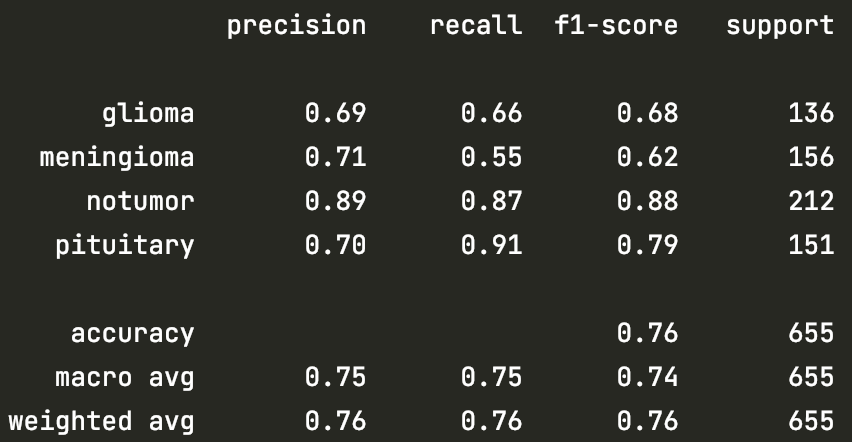 precision recall f1-score support
glioma 0.69 0.66 0.68 136
meningioma 0.71 0.55 0.62 156
notumor 0.89 0.87 0.88 212
pituitary 0.70 0.91 0.79 151
accuracy 0.76 655
macro avg 0.75 0.75 0.74 655
weighted avg 0.76 0.76 0.76 655